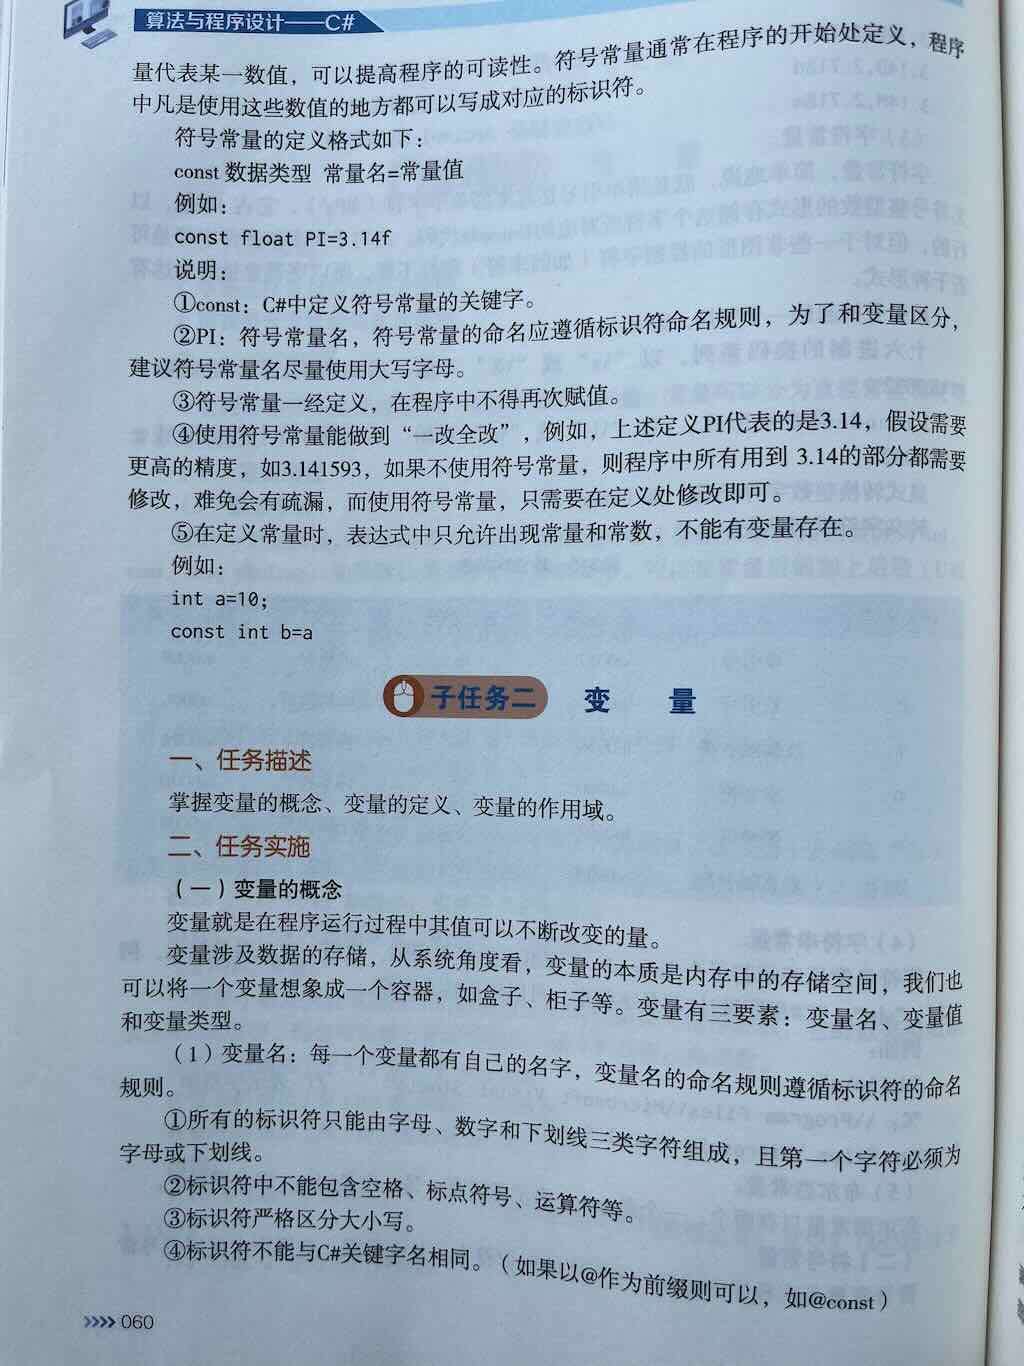 算法与程序设计——C#
量代表某一数值，可以提高程序的可读性。符号常量通常在程序的开始处定义，程序
中凡是使用这些数值的地方都可以写成对应的标识符。
符号常量的定义格式如下：
const 数据类型 常量名=常量值
例如：
const float PI=3.14f
说明：
①const：C#中定义符号常量的关键字。
②PI：符号常量名，符号常量的命名应遵循标识符命名规则，为了和变量区分，
建议符号常量名尽量使用大写字母。
③符号常量一经定义，在程序中不得再次赋值。
④使用符号常量能做到“一改全改”，例如，上述定义PI代表的是3.14，假设需要
更高的精度，如3.141593，如果不使用符号常量，则程序中所有用到 3.14的部分都需要
修改，难免会有疏漏，而使用符号常量，只需要在定义处修改即可。
⑤在定义常量时，表达式中只允许出现常量和常数，不能有变量存在。
例如：
int a=10;
const int b=a
子任务二 变 量
一、任务描述
掌握变量的概念、变量的定义、变量的作用域。
二、任务实施
（一）变量的概念
变量就是在程序运行过程中其值可以不断改变的量。
变量涉及数据的存储，从系统角度看，变量的本质是内存中的存储空间，我们也
可以将一个变量想象成一个容器，如盒子、柜子等。变量有三要素：变量名、变量值
和变量类型。
（1）变量名：每一个变量都有自己的名字，变量名的命名规则遵循标识符的命名
规则。
①所有的标识符只能由字母、数字和下划线三类字符组成，且第一个字符必须为
字母或下划线。
②标识符中不能包含空格、标点符号、运算符等。
③标识符严格区分大小写。
④标识符不能与C#关键字名相同。（如果以@作为前缀则可以，如@const）
060